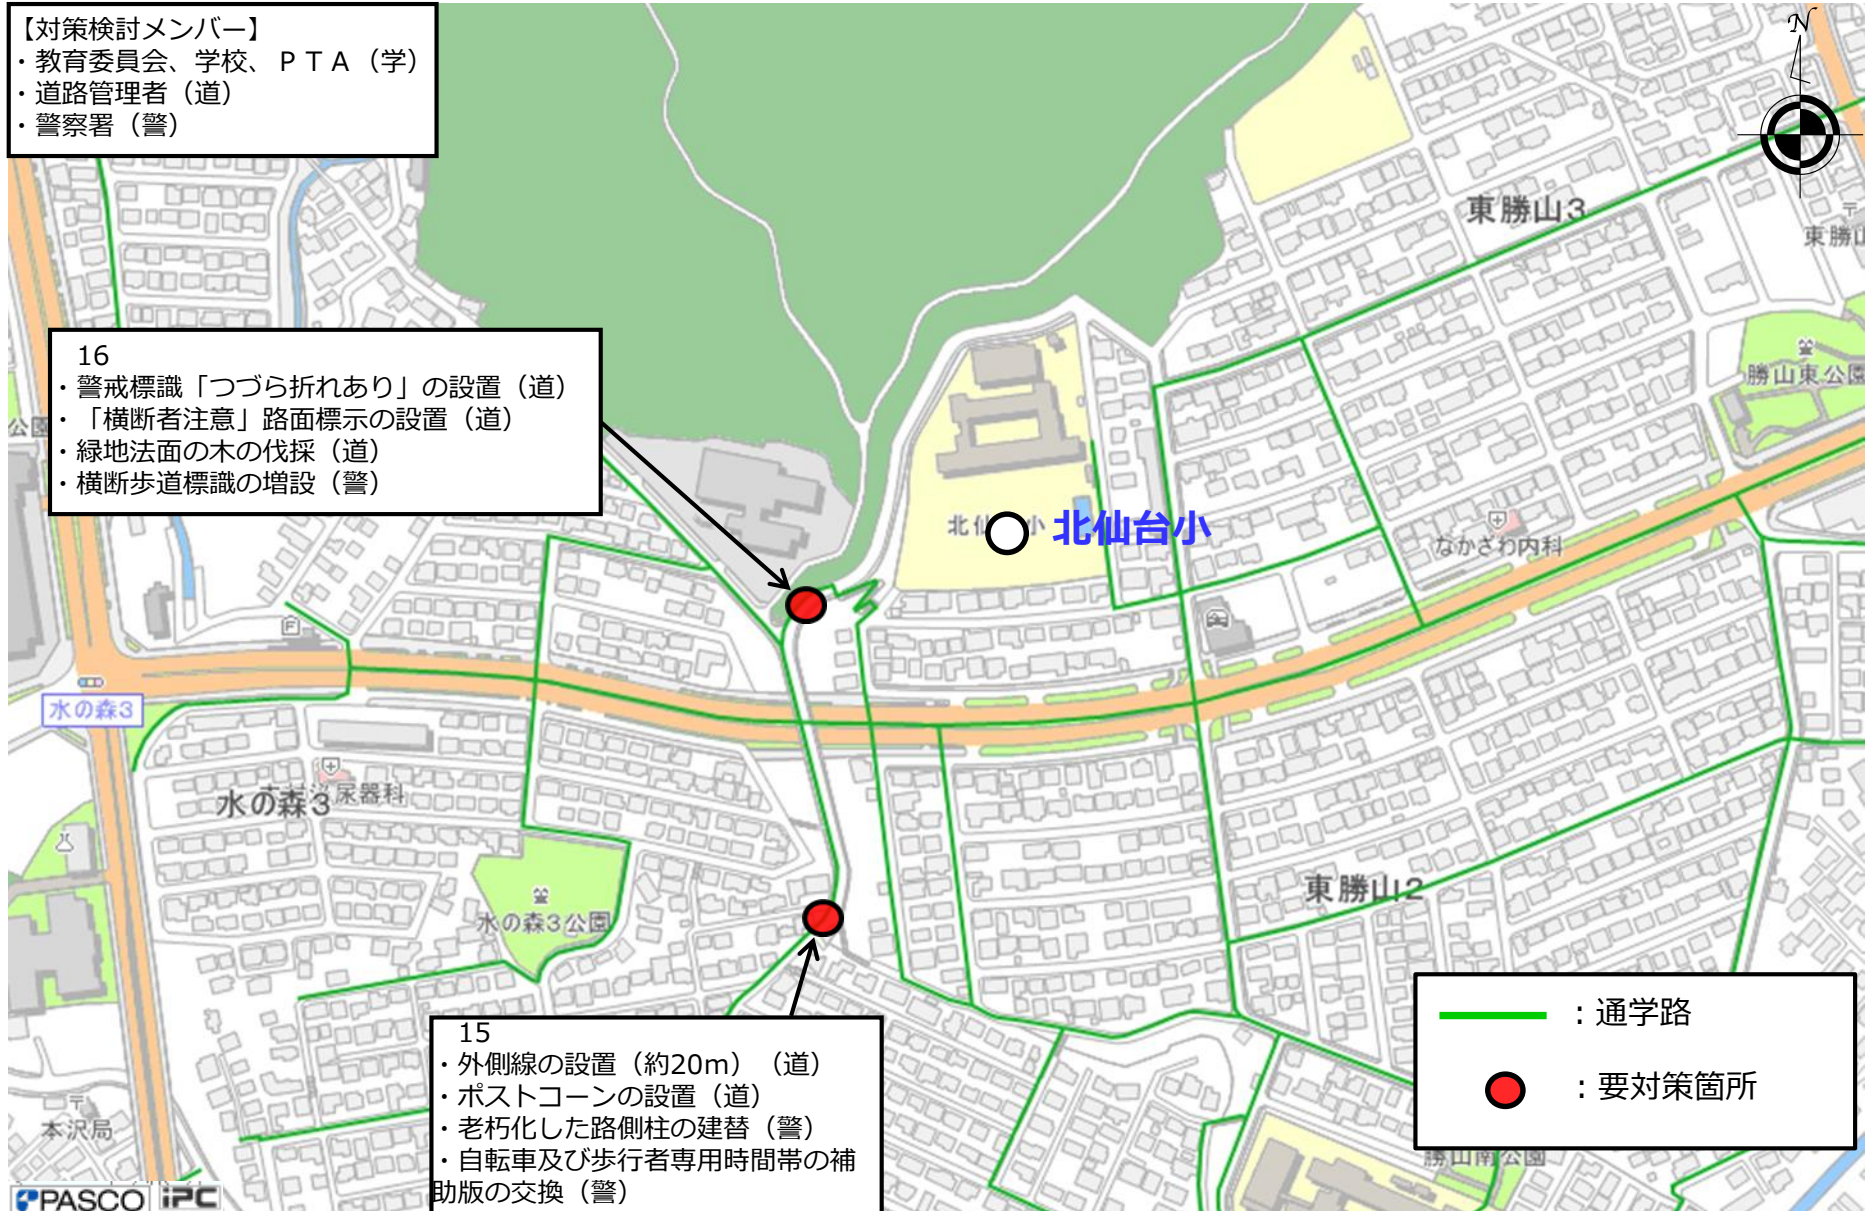 【対策検討メンバー】
・教育委員会、学校、ＰＴＡ（学）
・道路管理者（道）
・警察署（警）
N
東勝山3
〒
東勝山
16
・警戒標識「つづら折れあり」の設置（道）
・「横断者注意」路面標示の設置（道）
・緑地法面の木の伐採（道）
・横断歩道標識の増設（警）
公園
勝山東公園
北仙
小
北仙台小
なかざわ内科
水の森3
水の森3
尿器科
東勝山2
水の森3公園
15
・外側線の設置（約20m）（道）
・ポストコーンの設置（道）
・老朽化した路側柱の建替（警）
・自転車及び歩行者専用時間帯の補
助版の交換（警）
：通学路
：要対策箇所
〒
本沢局
勝山南公園
PASCO iPC